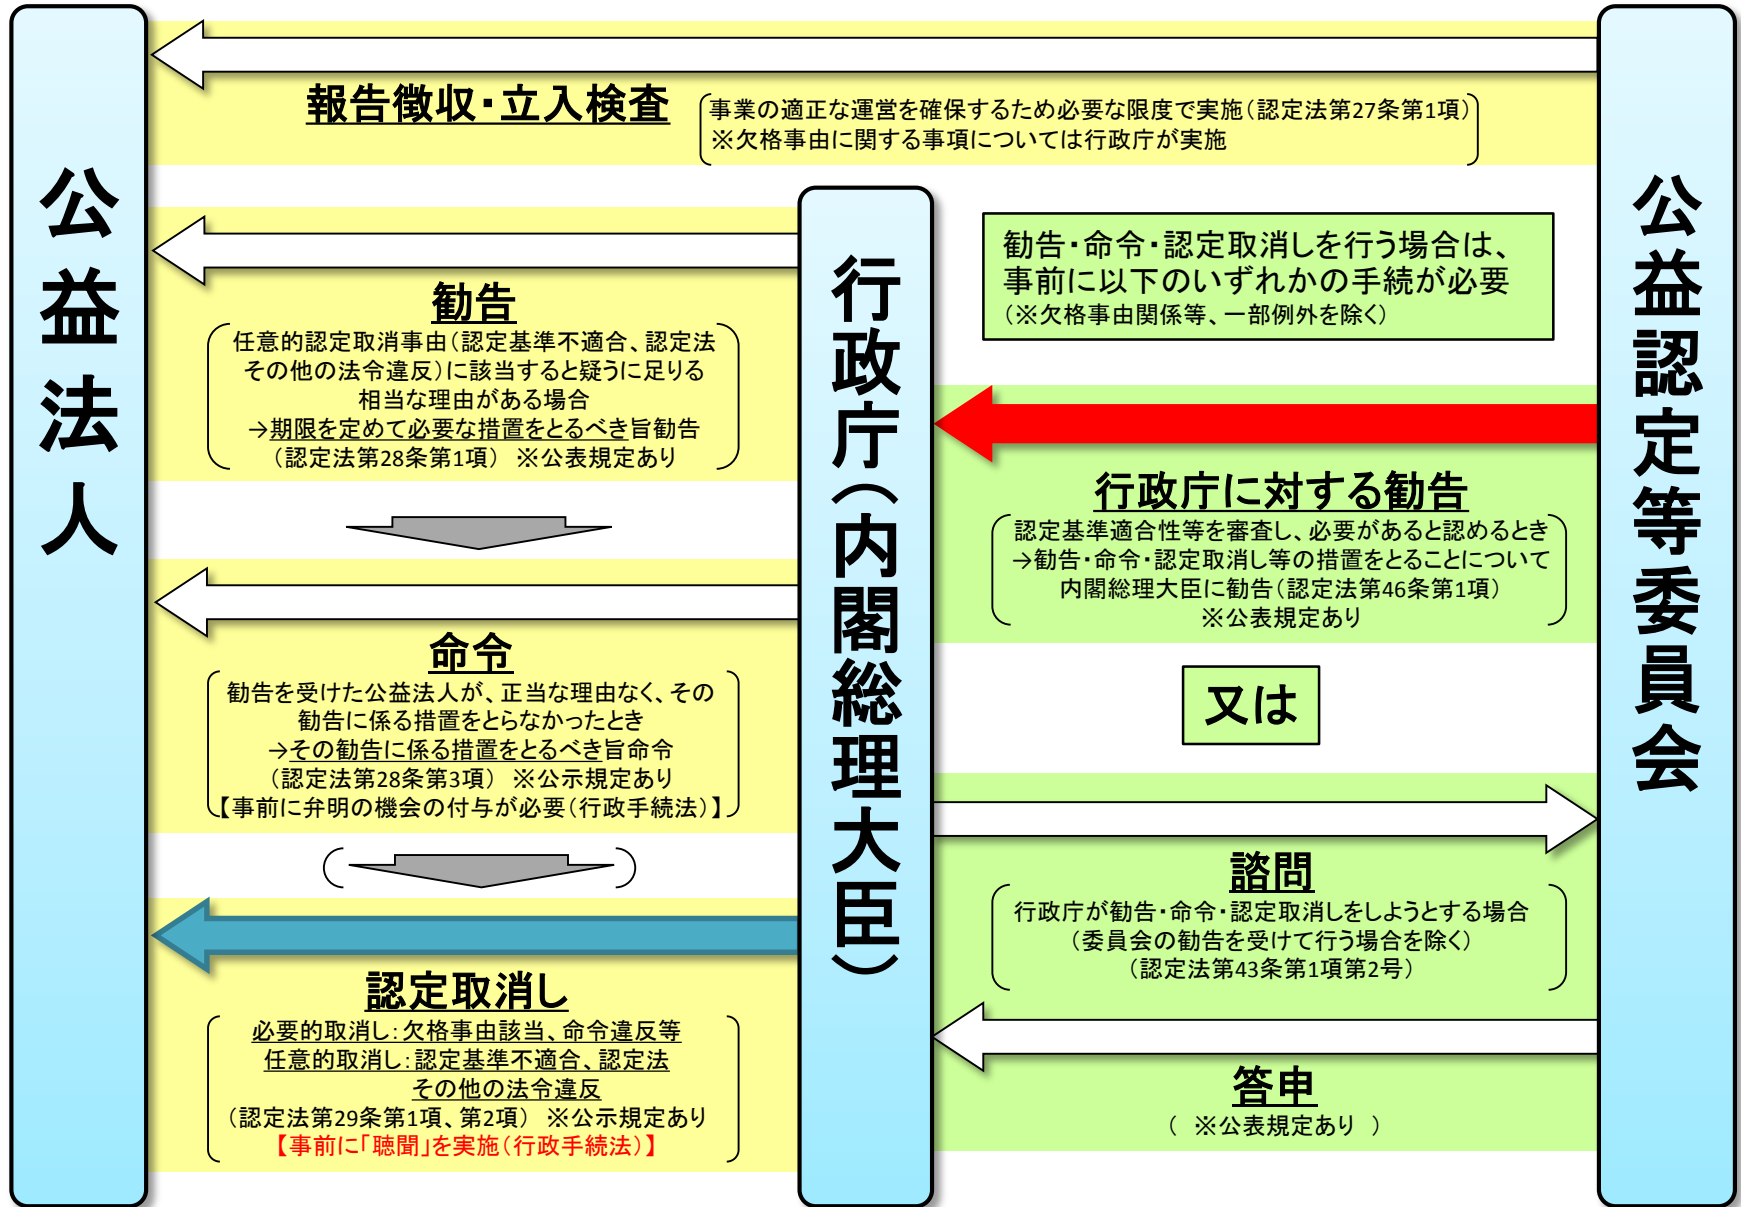 公益法人
報告徴収・立入検査
事業の適正な運営を確保するため必要な限度で実施（認定法第27条第1項）
※欠格事由に関する事項については行政庁が実施
勧告
任意的認定取消事由（認定基準不適合、認定法
その他の法令違反）に該当すると疑うに足りる
相当な理由がある場合
→期限を定めて必要な措置をとるべき旨勧告
（認定法第28条第1項） ※公表規定あり
命令
勧告を受けた公益法人が、正当な理由なく、その
勧告に係る措置をとらなかったとき
→その勧告に係る措置をとるべき旨命令
（認定法第28条第3項） ※公示規定あり
【事前に弁明の機会の付与が必要（行政手続法）】
認定取消し
必要的取消し：欠格事由該当、命令違反等
任意的取消し：認定基準不適合、認定法
その他の法令違反
（認定法第29条第1項、第2項） ※公示規定あり
【事前に「聴聞」を実施（行政手続法）】
行政庁（内閣総理大臣）
勧告・命令・認定取消しを行う場合は、
事前に以下のいずれかの手続が必要
（※欠格事由関係等、一部例外を除く）
行政庁に対する勧告
認定基準適合性等を審査し、必要があると認めるとき
→勧告・命令・認定取消し等の措置をとることについて
内閣総理大臣に勧告（認定法第46条第1項）
※公表規定あり
又は
諮問
行政庁が勧告・命令・認定取消しをしようとする場合
（委員会の勧告を受けて行う場合を除く）
（認定法第43条第1項第2号）
答申
（ ※公表規定あり ）
公益認定等委員会